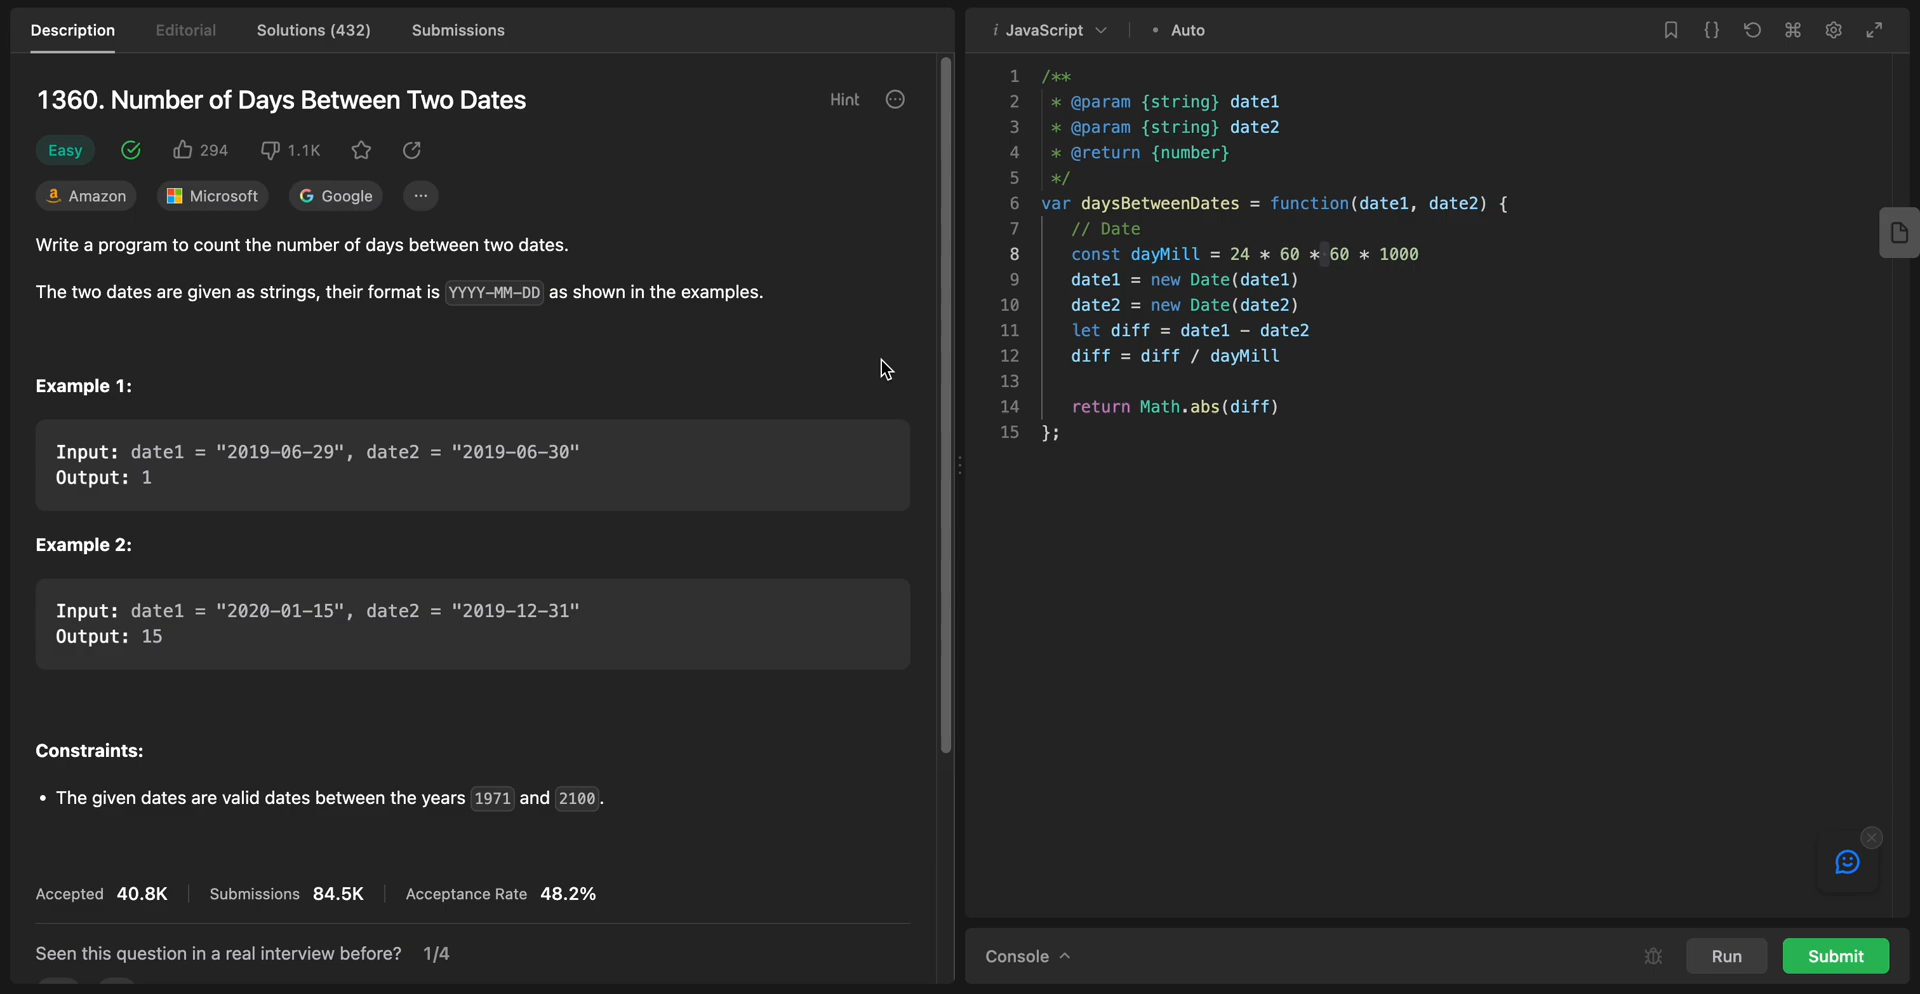 Description Editorial Solutions (432) Submissions
1360. Number of Days Between Two Dates
Hint
Easy 294 1.1K
Amazon Microsoft Google ...
Write a program to count the number of days between two dates.
The two dates are given as strings, their format is YYYY-MM-DD as shown in the examples.
Example 1:
Input: date1 = "2019-06-29", date2 = "2019-06-30"
Output: 1
Example 2:
Input: date1 = "2020-01-15", date2 = "2019-12-31"
Output: 15
Constraints:
• The given dates are valid dates between the years 1971 and 2100.
Accepted 40.8K Submissions 84.5K Acceptance Rate 48.2%
Seen this question in a real interview before? 1/4
i JavaScript • Auto
1 /**
2 * @param {string} date1
3 * @param {string} date2
4 * @return {number}
5 */
6 var daysBetweenDates = function(date1, date2) {
7 // Date
8 const dayMill = 24 * 60 * 60 * 1000
9 date1 = new Date(date1)
10 date2 = new Date(date2)
11 let diff = date1 - date2
12 diff = diff / dayMill
13
14 return Math.abs(diff)
15 };
Console Run Submit